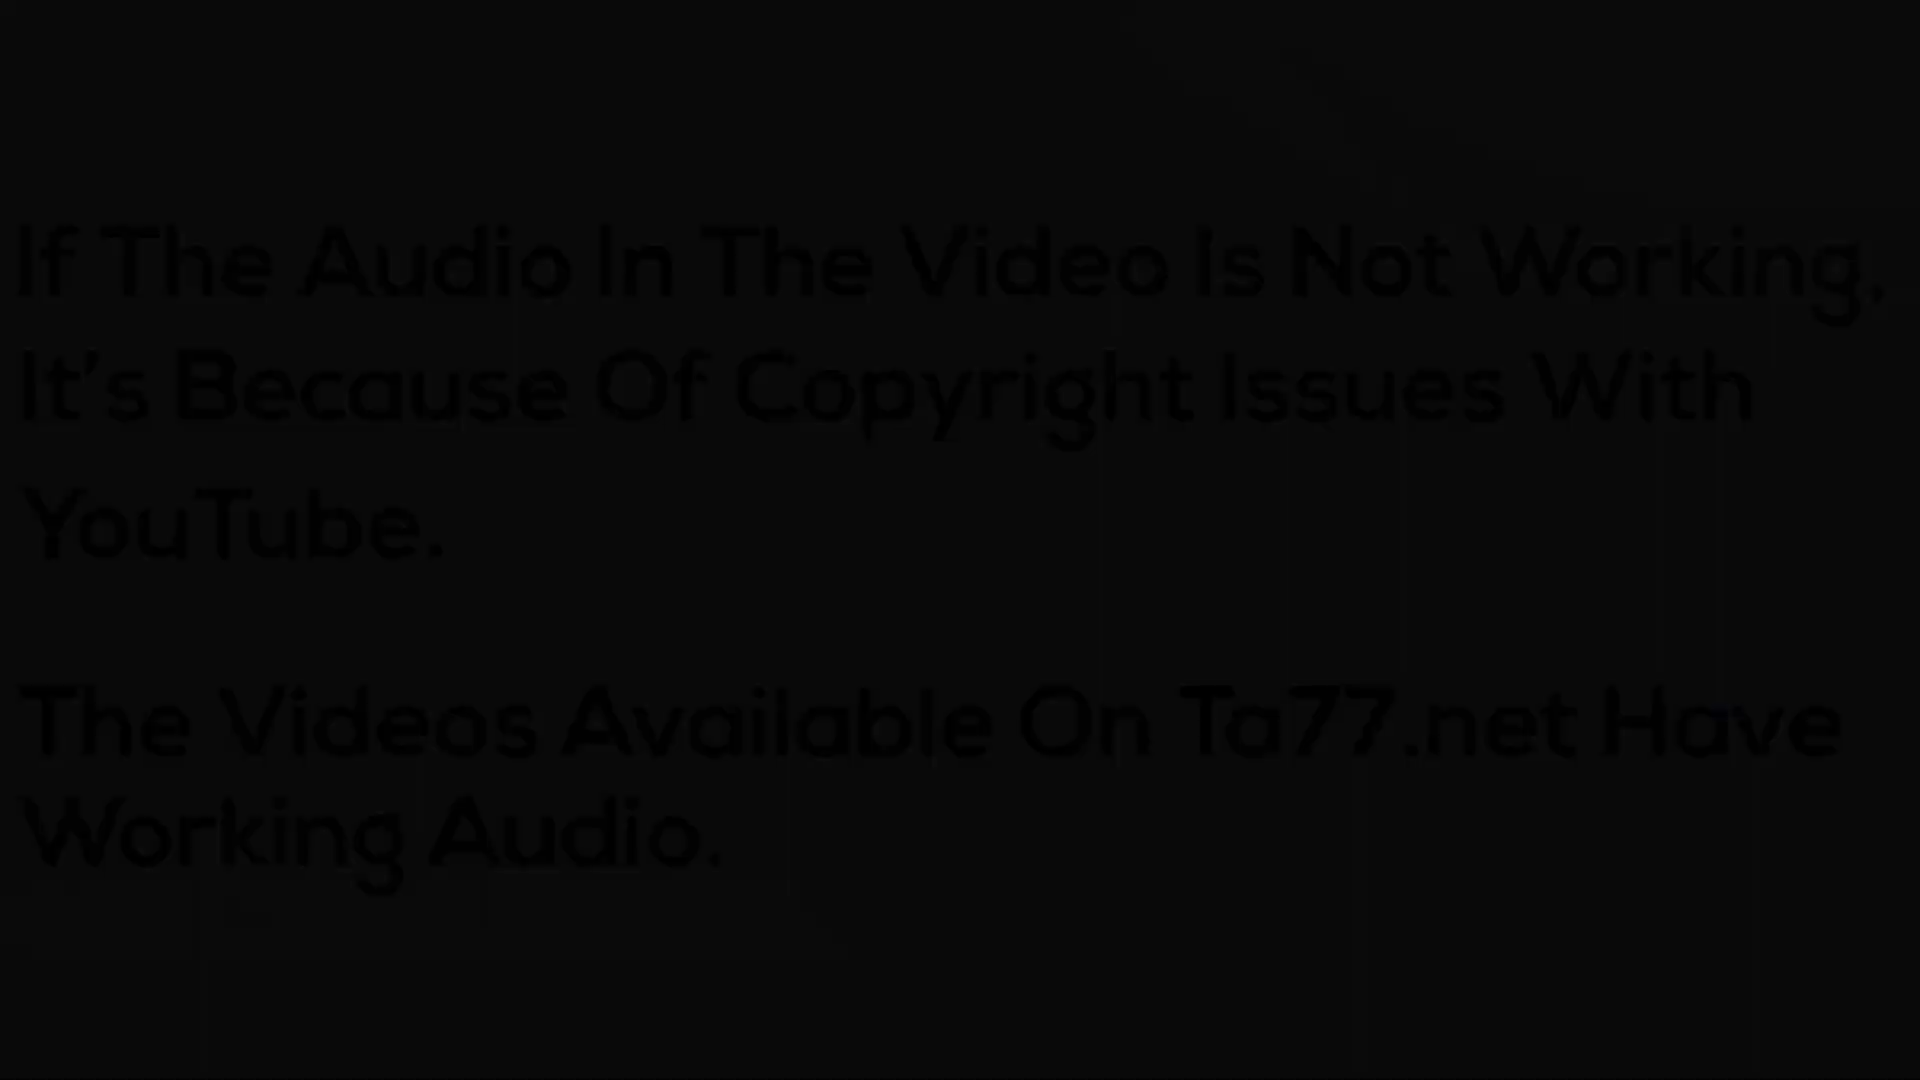 If The Audio In The Video Is Not Working,
It's Because Of Copyright Issues With
YouTube.
The Videos Available On Ta77.net Have
Working Audio.